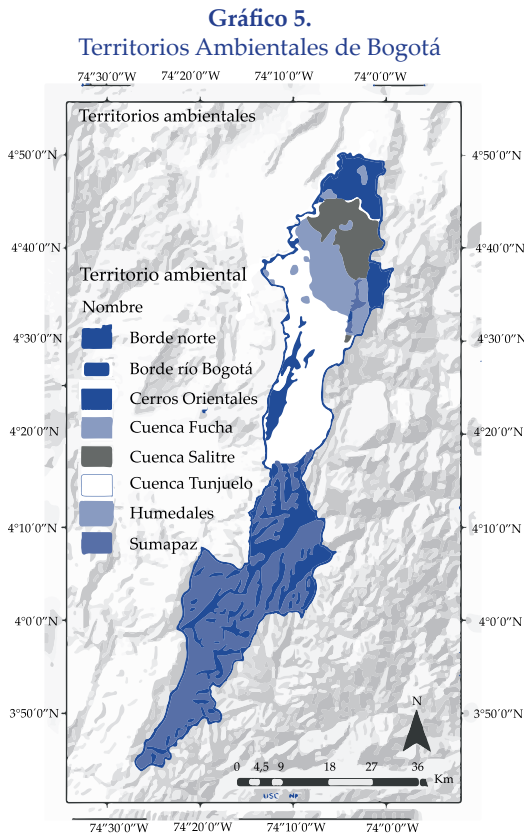 Gráfico 5.
Territorios Ambientales de Bogotá
74°30´0´´W 74°20´0´´W 74°10´0´´W 74°0´0´´W
Territorios ambientales
4°50´0´´N 4°50´0´´N
4°40´0´´N 4°40´0´´N
Territorio ambiental
Nombre
4°30´0´´N 4°30´0´´N
Borde norte
Borde río Bogotá
Cerros Orientales
Cuenca Fucha
4°20´0´´N 4°20´0´´N
Cuenca Salitre
Cuenca Tunjuelo
Humedales
4°10´0´´N 4°10´0´´N
Sumapaz
4°0´0´´N 4°0´0´´N
3°50´0´´N 3°50´0´´N
N
0 4,5 9 18 27 36
Km
74°30´0´´W 74°20´0´´W 74°10´0´´W 74°0´0´´W